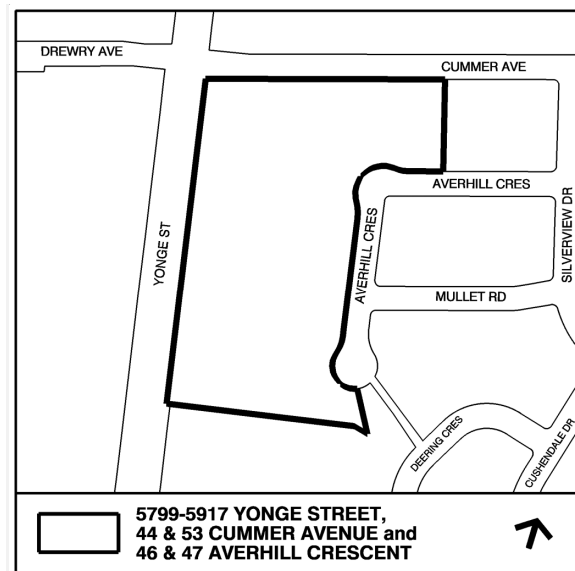 DREWRY AVE
CUMMER AVE
AVERHILL CRES
SILVERVIEW DR
YONGE ST
AVERHILL CRES
MULLET RD
DEERING CRES
CUSHENDALE DR
5799-5917 YONGE STREET,
44 & 53 CUMMER AVENUE and
46 & 47 AVERHILL CRESCENT